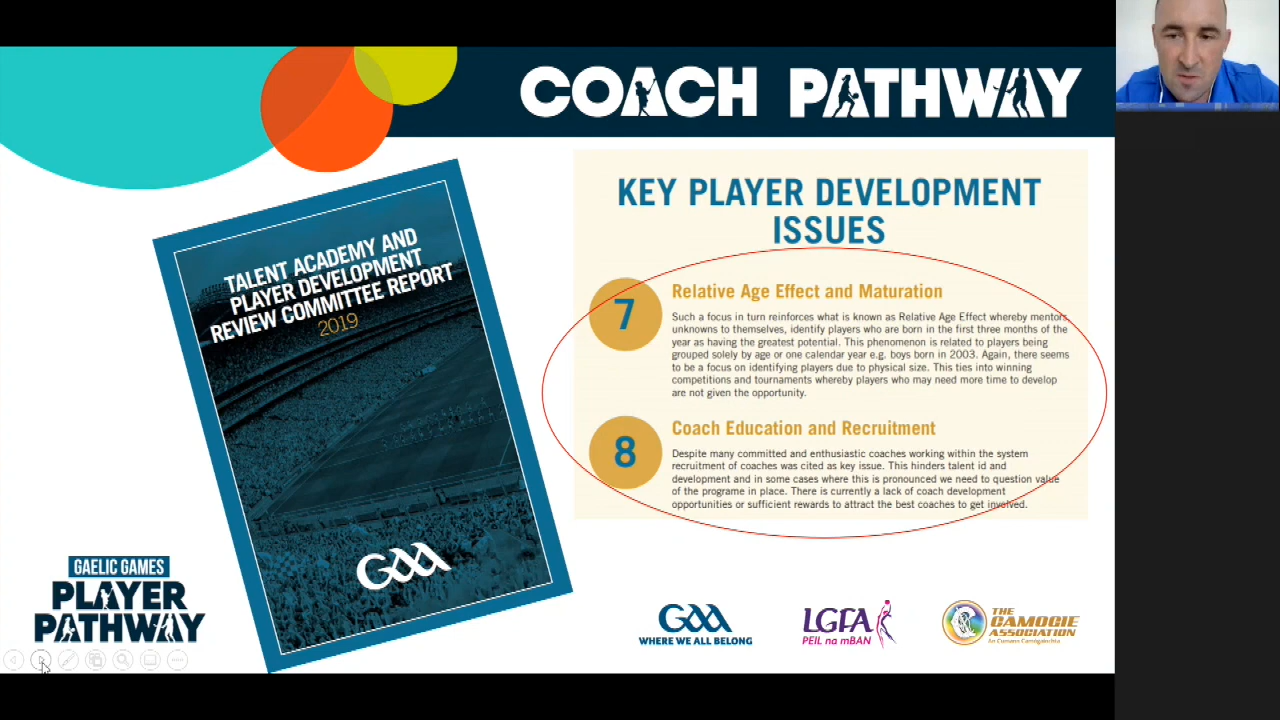 COACH PATHWAY
TALENT ACADEMY AND
PLAYER DEVELOPMENT
REVIEW COMMITTEE REPORT
2019
GAA
KEY PLAYER DEVELOPMENT
ISSUES
7
Relative Age Effect and Maturation
Such a focus in turn reinforces what is known as Relative Age Effect whereby mentors,
unknowns to themselves, identify players who are born in the first three months of the
year as having the greatest potential. This phenomenon is related to players being
grouped solely by age or one calendar year e.g. boys born in 2003. Again, there seems
to be a focus on identifying players due to physical size. This ties into winning
competitions and tournaments whereby players who may need more time to develop
are not given the opportunity.
8
Coach Education and Recruitment
Despite many committed and enthusiastic coaches working within the system
recruitment of coaches was cited as key issue. This hinders talent id and
development and in some cases where this is pronounced we need to question value
of the programe in place. There is currently a lack of coach development
opportunities or sufficient rewards to attract the best coaches to get involved.
GAELIC GAMES
PLAYER
PATHWAY
GAA
WHERE WE ALL BELONG
LGFA
PEIL na mBAN
THE
CAMOGIE
ASSOCIATION
An Cumann Camógaíochta